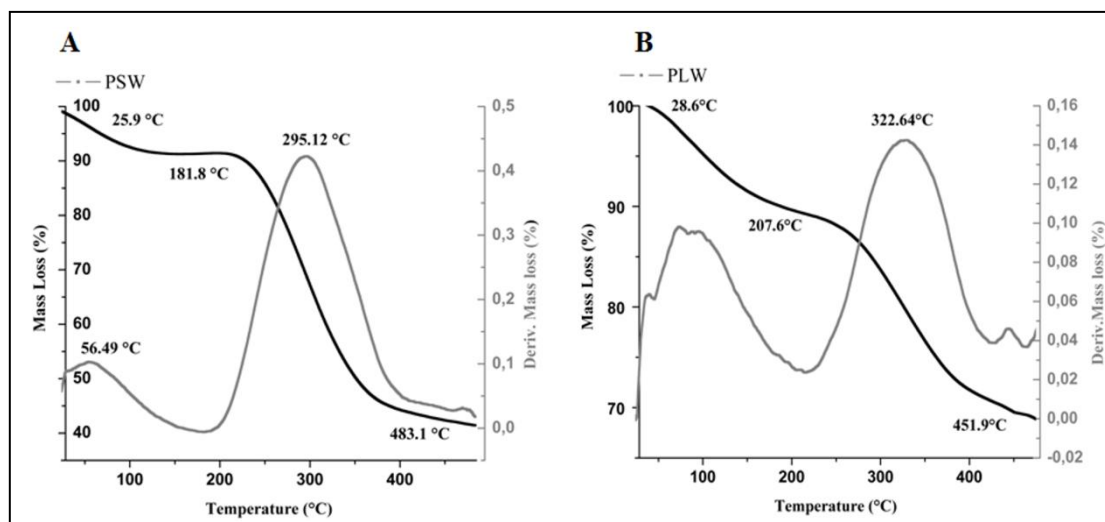 A
PSW
100
90
80
70
60
50
40
Mass Loss (%)
25.9 °C
181.8 °C
295.12 °C
56.49 °C
483.1 °C
0,5
0,4
0,3
0,2
0,1
0,0
Deriv. Mass loss (%)
100 200 300 400
Temperature (°C)
B
PLW
100
90
80
70
Mass Loss (%)
28.6°C
207.6°C
322.64°C
451.9°C
0,16
0,14
0,12
0,10
0,08
0,06
0,04
0,02
0,00
-0,02
Deriv.Mass loss (%)
100 200 300 400
Temperature (°C)